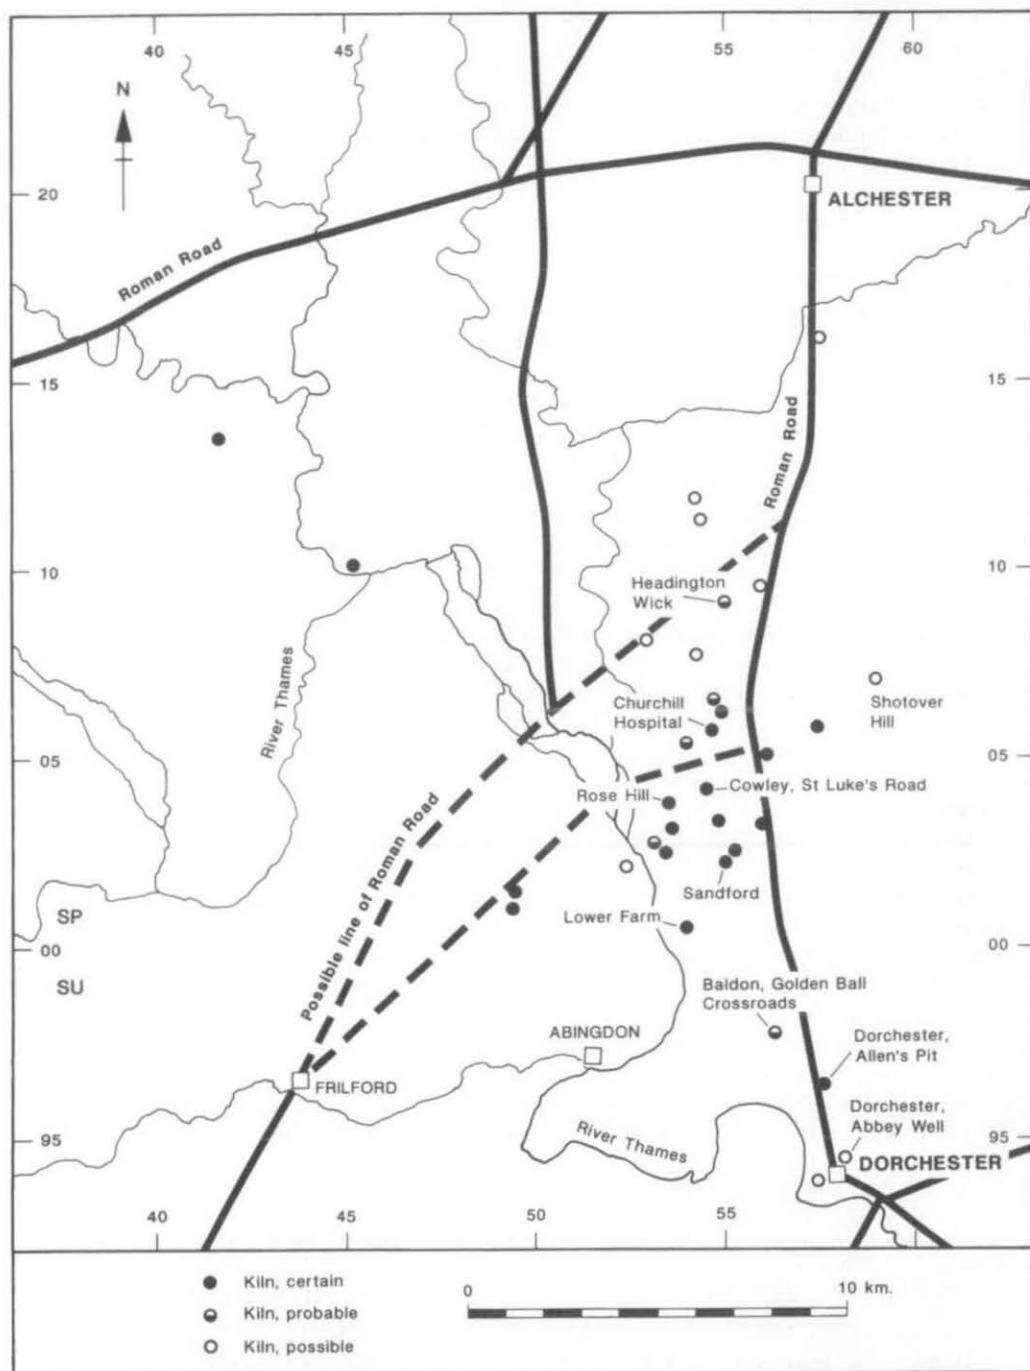 40
45
55
60
N
20
ALCHESTER
Roman Road
15
15
Roman Road
10
10
Headington
Wick
River Thames
Churchill
Hospital
Shotover
Hill
05
05
Rose Hill
Cowley, St Luke's Road
Possible line of Roman Road
Sandford
SP
Lower Farm
00
00
SU
Baldon, Golden Ball
Crossroads
ABINGDON
Dorchester,
Allen's Pit
FRILFORD
Dorchester,
Abbey Well
95
River Thames
95
DORCHESTER
40
45
50
55
Kiln, certain
0
10 km.
Kiln, probable
Kiln, possible